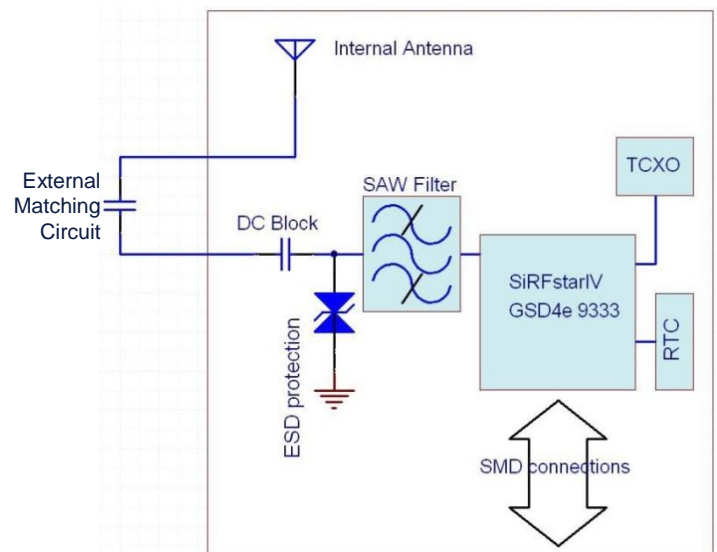 Internal Antenna
External
Matching
Circuit
TCXO
SAW Filter
DC Block
SiRFstarIV
GSD4e 9333
RTC
ESD protection
SMD connections